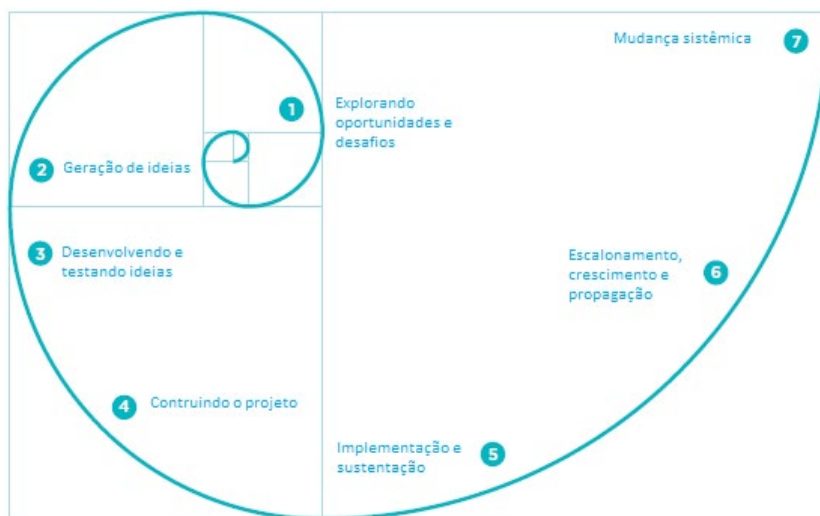 1
Explorando
oportunidades e
desafios
2 Geração de ideias
3 Desenvolvendo e
testando ideias
4 Contruindo o projeto
Implementação e 5
sustentação
Escalonamento, 6
crescimento e
propagação
Mudança sistêmica 7